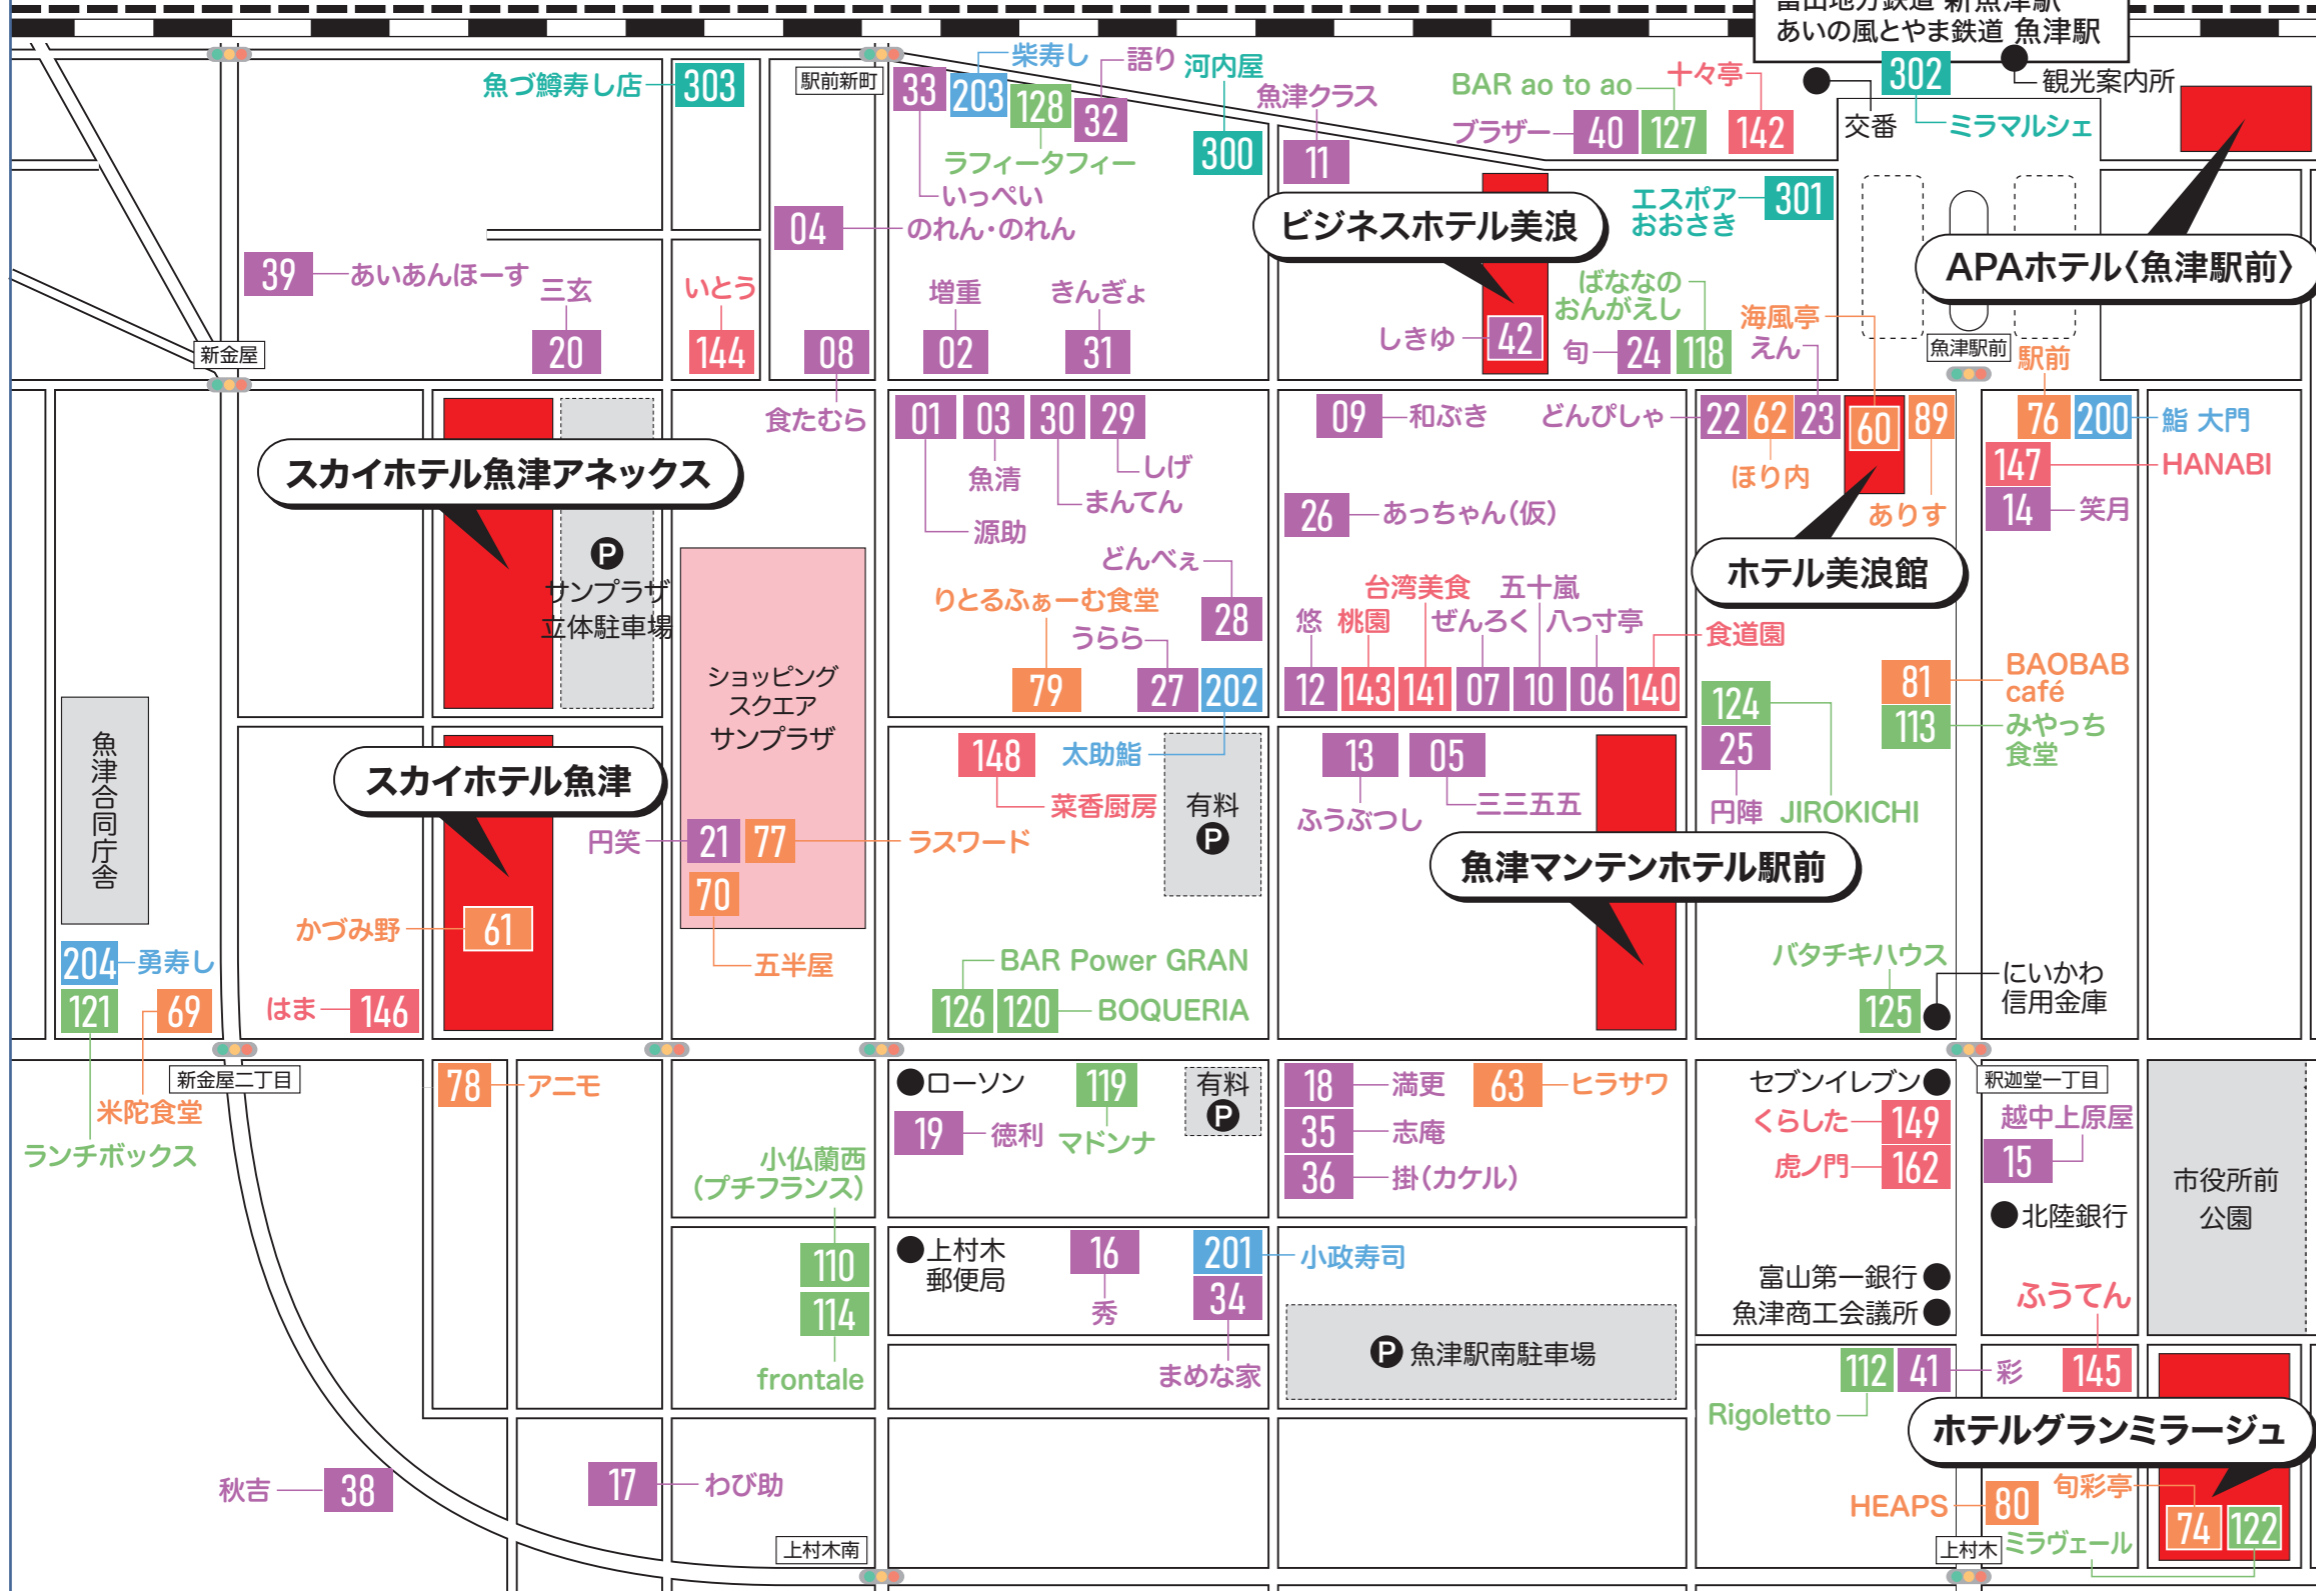 富山地方鉄道 新魚津駅
あいの風とやま鉄道 魚津駅
魚づ鱒寿し店
303
駅前新町
33
203
柴寿し
128
32
語り
河内屋
300
ラフィータフィー
いっぺい
04
のれん・のれん
魚津クラス
11
BAR ao to ao
十々亭
ブラザー
40
127
142
交番
302
観光案内所
ミラマルシェ
ビジネスホテル美浪
エスポア
おおさき
301
APAホテル〈魚津駅前〉
39
あいあんほーす
三玄
20
いとう
144
08
増重
02
きんぎょ
31
しきゆ
42
ばななの
おんがえし
旬
24
118
海風亭
えん
魚津駅前
駅前
新金屋
食たむら
01
03
30
29
魚清
しげ
まんてん
源助
09
和ぶき
どんぴしゃ
22
62
23
60
89
ほり内
ありす
76
200
鮨 大門
147
HANABI
14
笑月
スカイホテル魚津アネックス
P
サンプラザ
立体駐車場
26
あっちゃん(仮)
ホテル美浪館
どんべぇ
28
りとるふぁーむ食堂
うらら
79
27
202
台湾美食
五十嵐
悠
桃園
ぜんろく
八っ寸亭
食道園
12
143
141
07
10
06
140
ショッピング
スクエア
サンプラザ
124
25
円陣
JIROKICHI
81
BAOBAB
café
113
みやっち
食堂
魚津合同庁舎
スカイホテル魚津
148
太助鮨
菜香厨房
有料
P
13
05
ふうぶつし
三三五五
魚津マンテンホテル駅前
円笑
21
77
ラスワード
70
五半屋
かづみ野
61
204
勇寿し
121
69
はま
146
BAR Power GRAN
126
120
BOQUERIA
バタチキハウス
125
にいかわ
信用金庫
新金屋二丁目
米陀食堂
ランチボックス
78
アニモ
ローソン
119
有料
P
19
徳利
マドンナ
18
満更
63
ヒラサワ
35
志庵
36
掛(カケル)
セブンイレブン
釈迦堂一丁目
くらした
149
虎ノ門
162
越中上原屋
15
北陸銀行
市役所前
公園
小仏蘭西
(プチフランス)
110
114
frontale
上村木
郵便局
16
秀
201
小政寿司
34
まめな家
P 魚津駅南駐車場
富山第一銀行
魚津商工会議所
ふうてん
112
41
彩
145
Rigoletto
ホテルグランミラージュ
秋吉
38
17
わび助
上村木南
HEAPS
80
旬彩亭
74
122
上村木
ミラヴェール